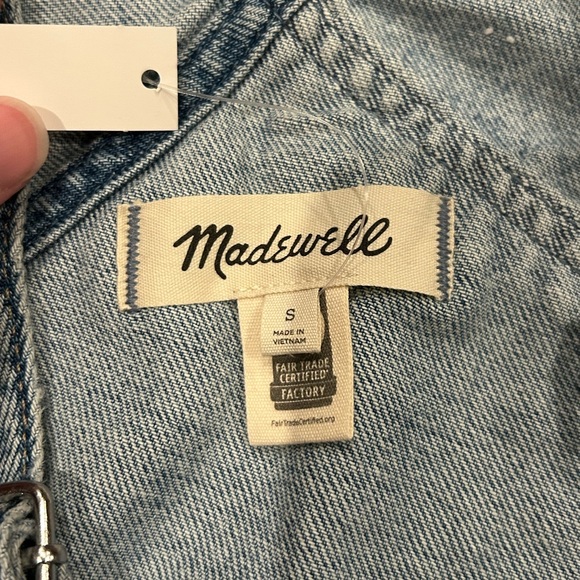 Madewell
S
MADE IN
VIETNAM
FAIR TRADE
CERTIFIED
FACTORY
FairTradeCertified.org